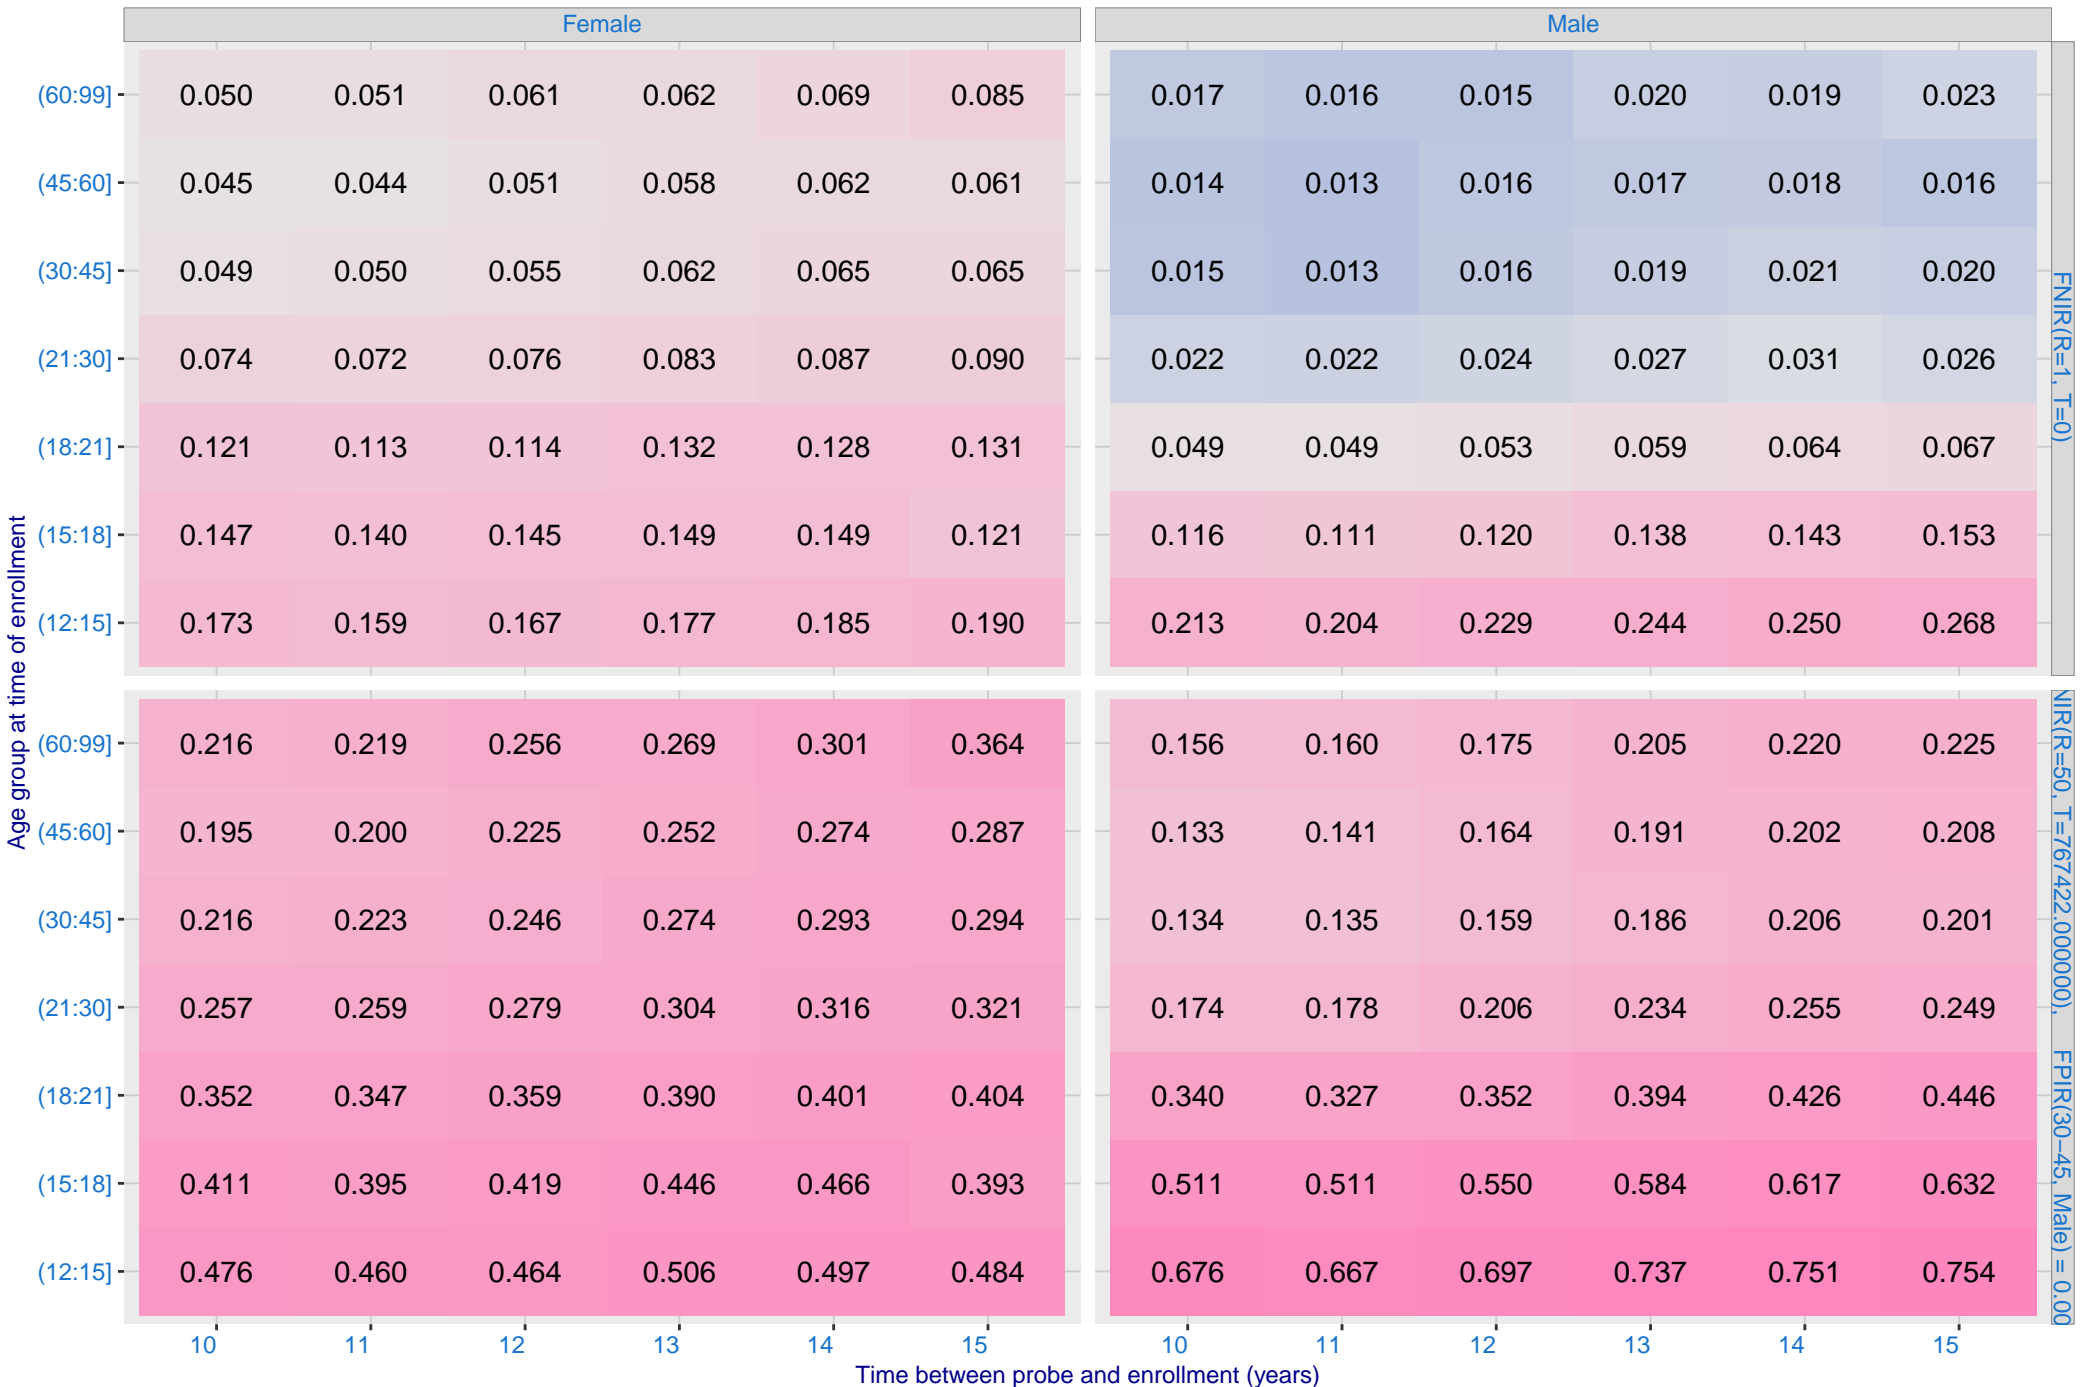 Female Male
(60:99] 0.050 0.051 0.061 0.062 0.069 0.085 0.017 0.016 0.015 0.020 0.019 0.023
(45:60] 0.045 0.044 0.051 0.058 0.062 0.061 0.014 0.013 0.016 0.017 0.018 0.016
(30:45] 0.049 0.050 0.055 0.062 0.065 0.065 0.015 0.013 0.016 0.019 0.021 0.020
(21:30] 0.074 0.072 0.076 0.083 0.087 0.090 0.022 0.022 0.024 0.027 0.031 0.026
(18:21] 0.121 0.113 0.114 0.132 0.128 0.131 0.049 0.049 0.053 0.059 0.064 0.067
(15:18] 0.147 0.140 0.145 0.149 0.149 0.121 0.116 0.111 0.120 0.138 0.143 0.153
(12:15] 0.173 0.159 0.167 0.177 0.185 0.190 0.213 0.204 0.229 0.244 0.250 0.268
FNIR(R=1, T=0)
(60:99] 0.216 0.219 0.256 0.269 0.301 0.364 0.156 0.160 0.175 0.205 0.220 0.225
(45:60] 0.195 0.200 0.225 0.252 0.274 0.287 0.133 0.141 0.164 0.191 0.202 0.208
(30:45] 0.216 0.223 0.246 0.274 0.293 0.294 0.134 0.135 0.159 0.186 0.206 0.201
(21:30] 0.257 0.259 0.279 0.304 0.316 0.321 0.174 0.178 0.206 0.234 0.255 0.249
(18:21] 0.352 0.347 0.359 0.390 0.401 0.404 0.340 0.327 0.352 0.394 0.426 0.446
(15:18] 0.411 0.395 0.419 0.446 0.466 0.393 0.511 0.511 0.550 0.584 0.617 0.632
(12:15] 0.476 0.460 0.464 0.506 0.497 0.484 0.676 0.667 0.697 0.737 0.751 0.754
NIR(R=50, T=767422.000000), FPIR(30−45, Male) = 0.00
10 11 12 13 14 15 10 11 12 13 14 15
Time between probe and enrollment (years)
Age group at time of enrollment